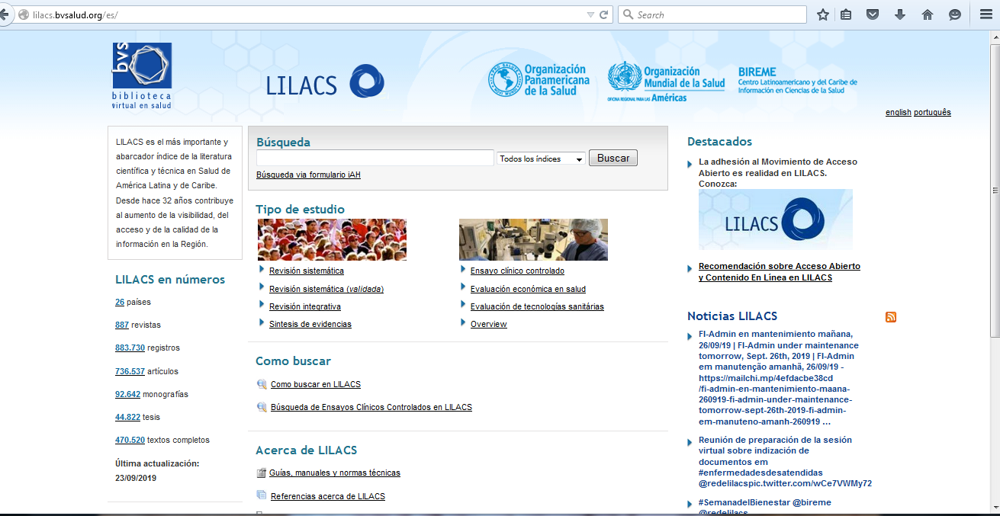 lilacs.bvsalud.org/es/
Search
bvs
biblioteca
virtual en salud
LILACS
Organización
Panamericana
de la Salud
Organización
Mundial de la Salud
OFICINA REGIONAL PARA LAS Américas
BIREME
Centro Latinoamericano y del Caribe de
Información en Ciencias de la Salud
english português
LILACS es el más importante y
abarcador índice de la literatura
científica y técnica en Salud de
América Latina y de Caribe.
Desde hace 32 años contribuye
al aumento de la visibilidad, del
acceso y de la calidad de la
información en la Región.
LILACS en números
26 países
887 revistas
883.730 registros
736.537 artículos
92.642 monografías
44.822 tesis
470.520 textos completos
Última actualización:
23/09/2019
Búsqueda
Todos los índices
Buscar
Búsqueda via formulario iAH
Tipo de estudio
Revisión sistemática
Revisión sistemática (validada)
Revisión integrativa
Sintesis de evidencias
Ensayo clínico controlado
Evaluación económica en salud
Evaluación de tecnologías sanitárias
Overview
Como buscar
Como buscar en LILACS
Búsqueda de Ensayos Clínicos Controlados en LILACS
Acerca de LILACS
Guías, manuales y normas técnicas
Referencias acerca de LILACS
Destacados
La adhesión al Movimiento de Acceso
Abierto es realidad en LILACS.
Conozca:
LILACS
Recomendación sobre Acceso Abierto
y Contenido En Línea en LILACS
Noticias LILACS
FI-Admin en mantenimiento mañana,
26/09/19 | FI-Admin under maintenance
tomorrow, Sept. 26th, 2019 | FI-Admin
em manutenção amanhã, 26/09/19 -
https://mailchi.mp/4efdacbe38cd
/fi-admin-en-mantenimiento-maana-
260919-fi-admin-under-maintenance-
tomorrow-sept-26th-2019-fi-admin-
em-manuteno-amanh-260919 …
Reunión de preparación de la sesión
virtual sobre indización de
documentos em
#enfermedadesdesatendidas
@redelilacspic.twitter.com/wCe7VWMy72
#SemanadelBienestar @bireme
@redelilacs